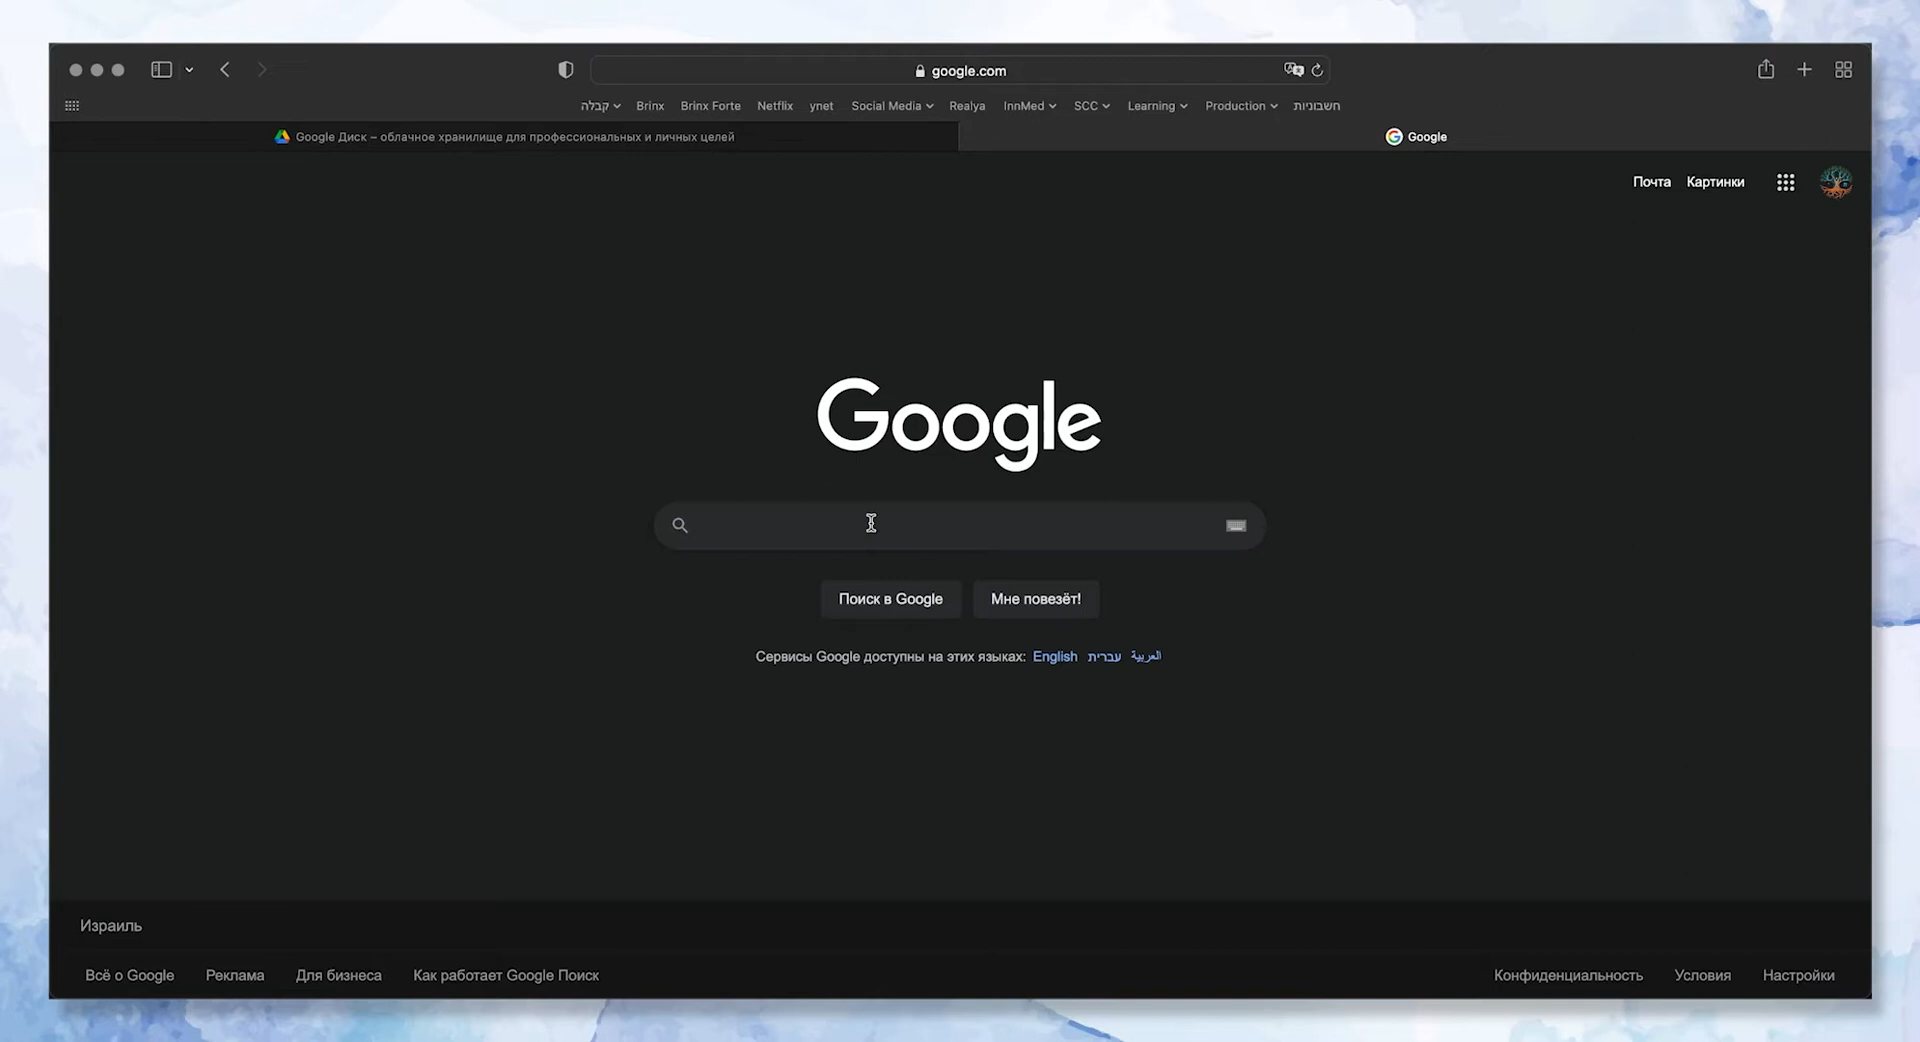 google.com
קבלה Brinx Brinx Forte Netflix ynet Social Media Realya InnMed SCC Learning Production חשבוניות
Google Диск – облачное хранилище для профессиональных и личных целей
Google
Почта Картинки
Google
Поиск в Google Мне повезёт!
Сервисы Google доступны на этих языках: English עברית العربية
Израиль
Всё о Google Реклама Для бизнеса Как работает Google Поиск Конфиденциальность Условия Настройки